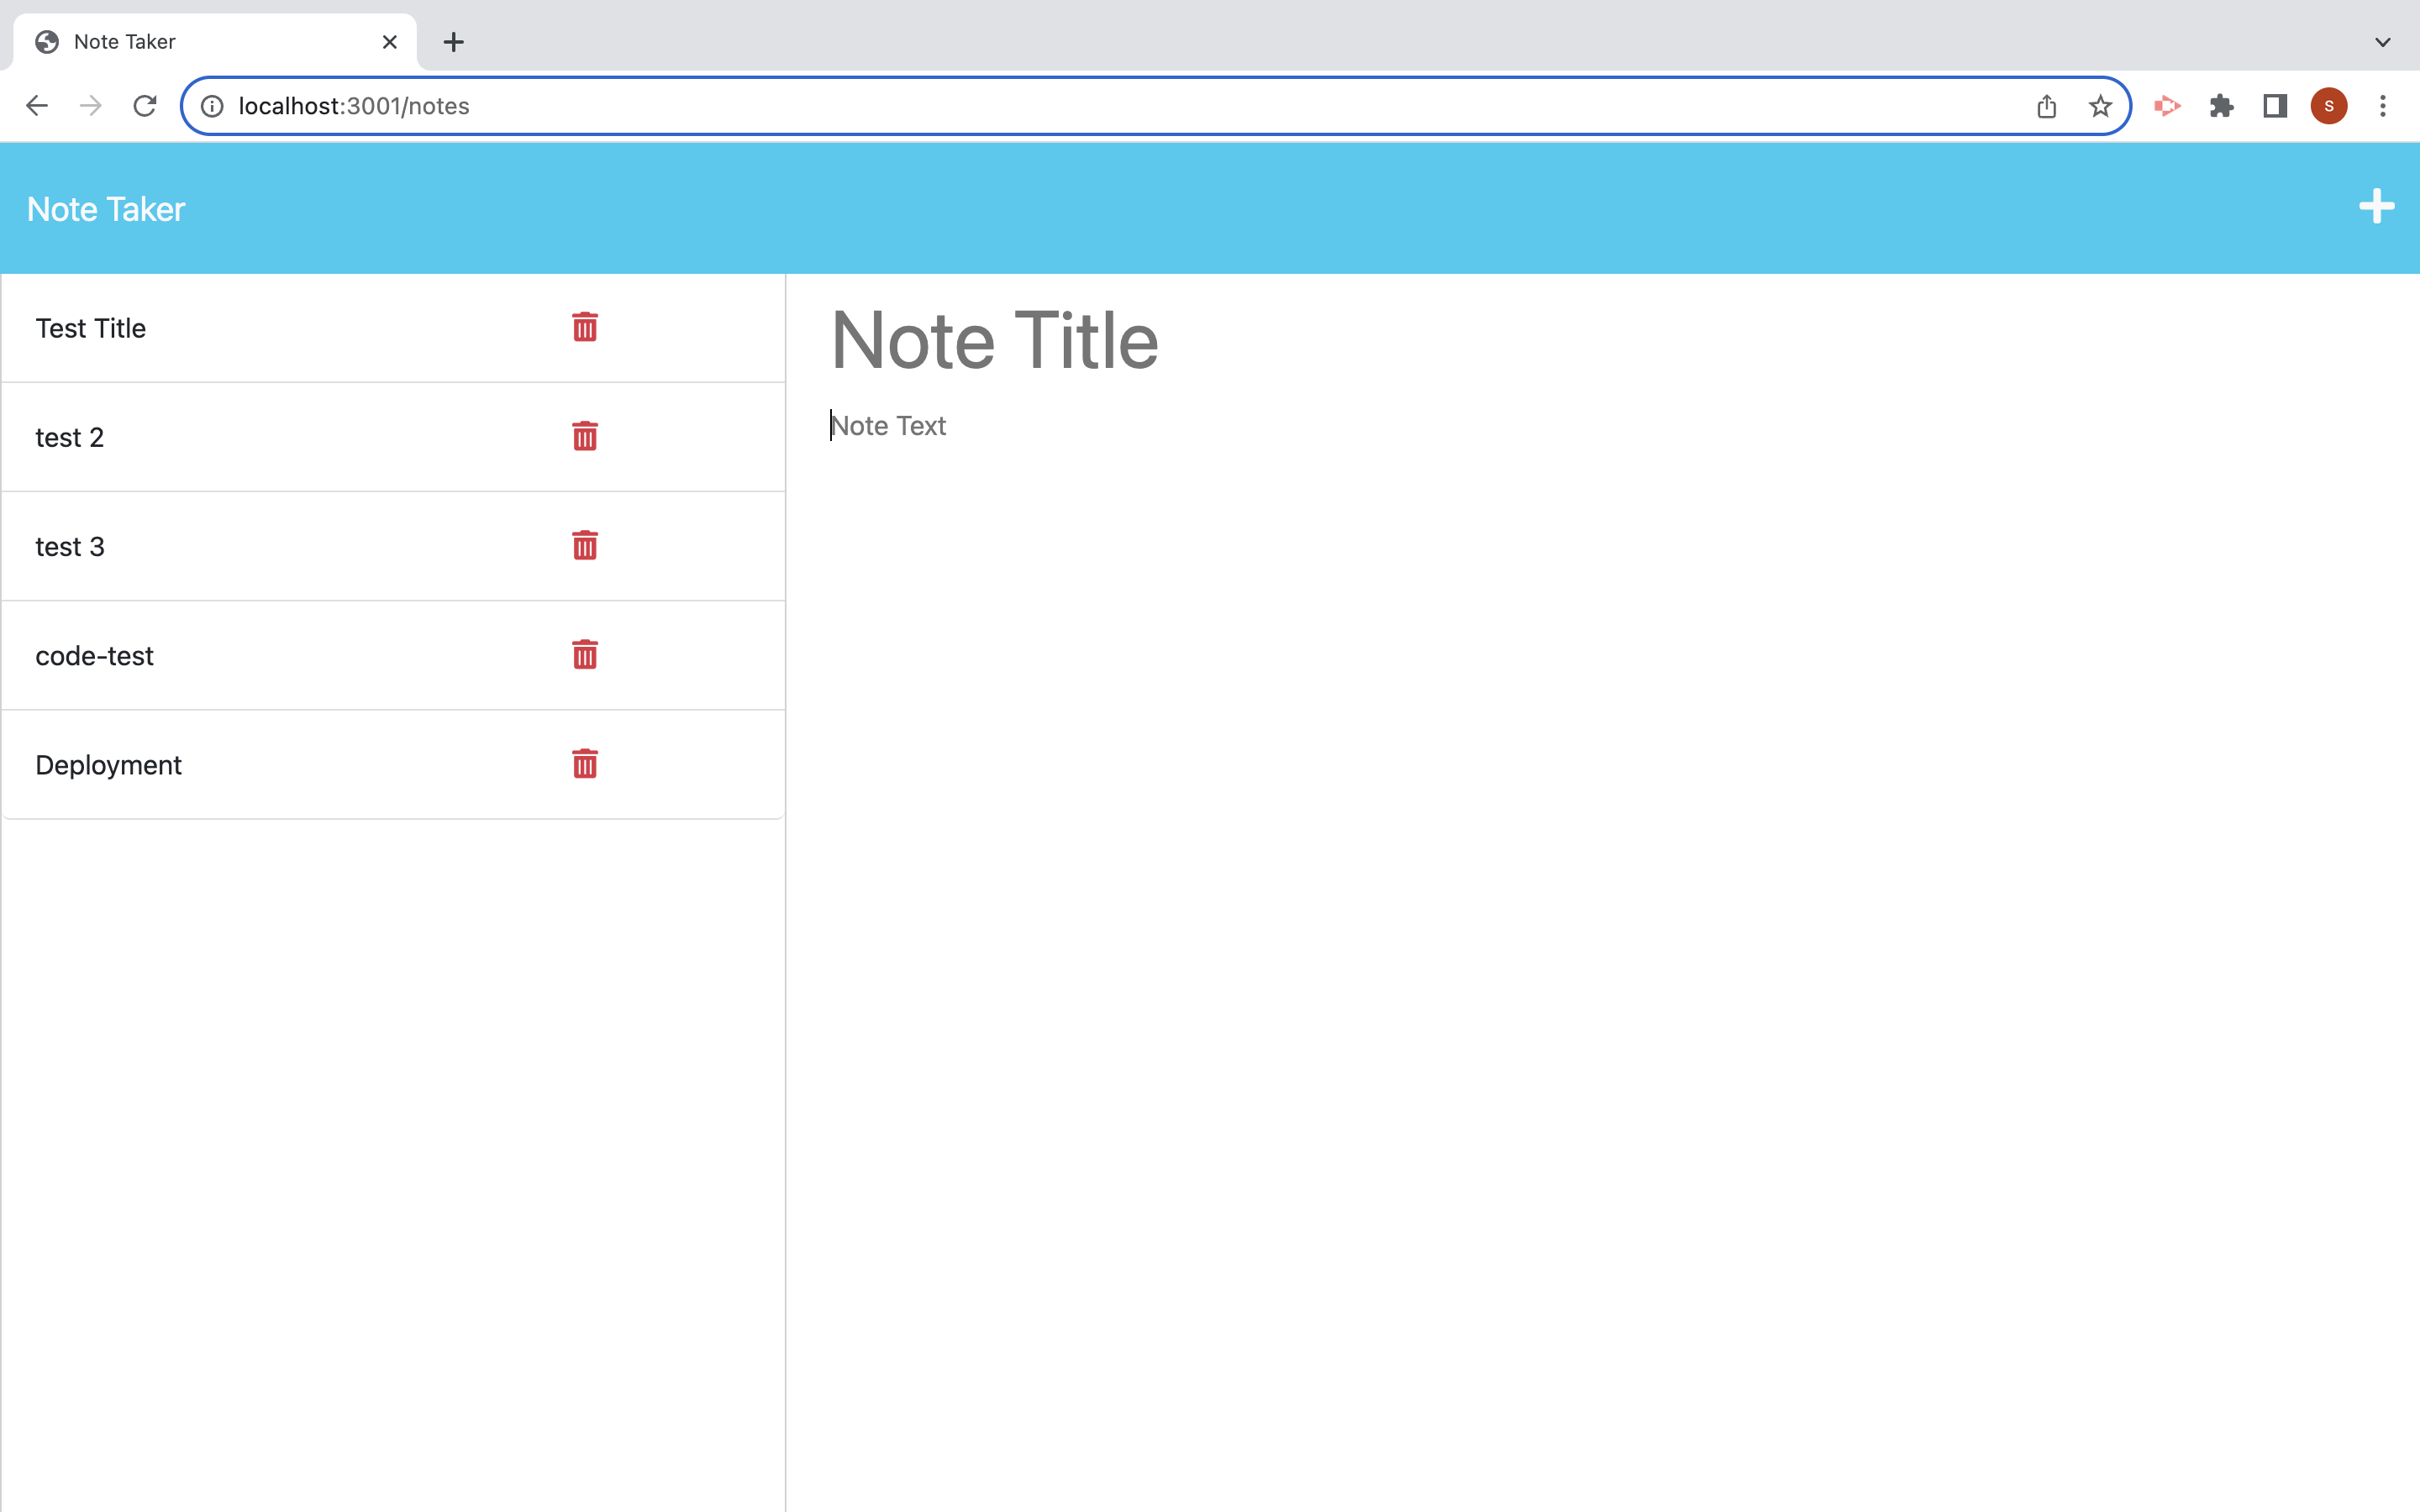 Note Taker
localhost:3001/notes
S
Note Taker
Test Title
test 2
test 3
code-test
Deployment
Note Title
Note Text